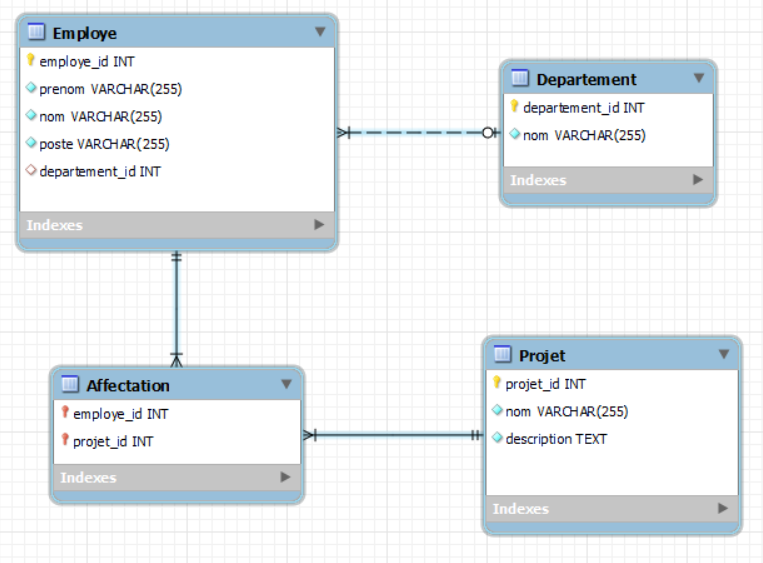 Employe
employe_id INT
prenom VARCHAR(255)
nom VARCHAR(255)
poste VARCHAR(255)
departement_id INT
Indexes
Departement
departement_id INT
nom VARCHAR(255)
Indexes
Affectation
employe_id INT
projet_id INT
Indexes
Projet
projet_id INT
nom VARCHAR(255)
description TEXT
Indexes